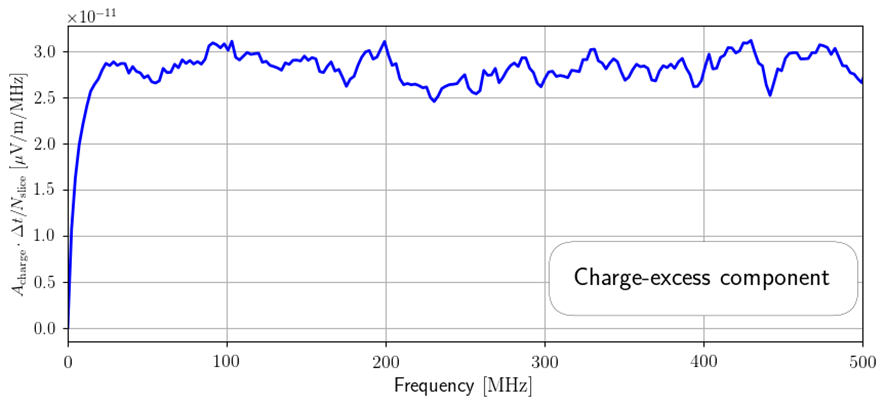 ×10⁻¹¹
3.0
2.5
2.0
1.5
1.0
0.5
0.0
A_charge · Δt/N_slice [μV/m/MHz]
Charge-excess component
0 100 200 300 400 500
Frequency [MHz]